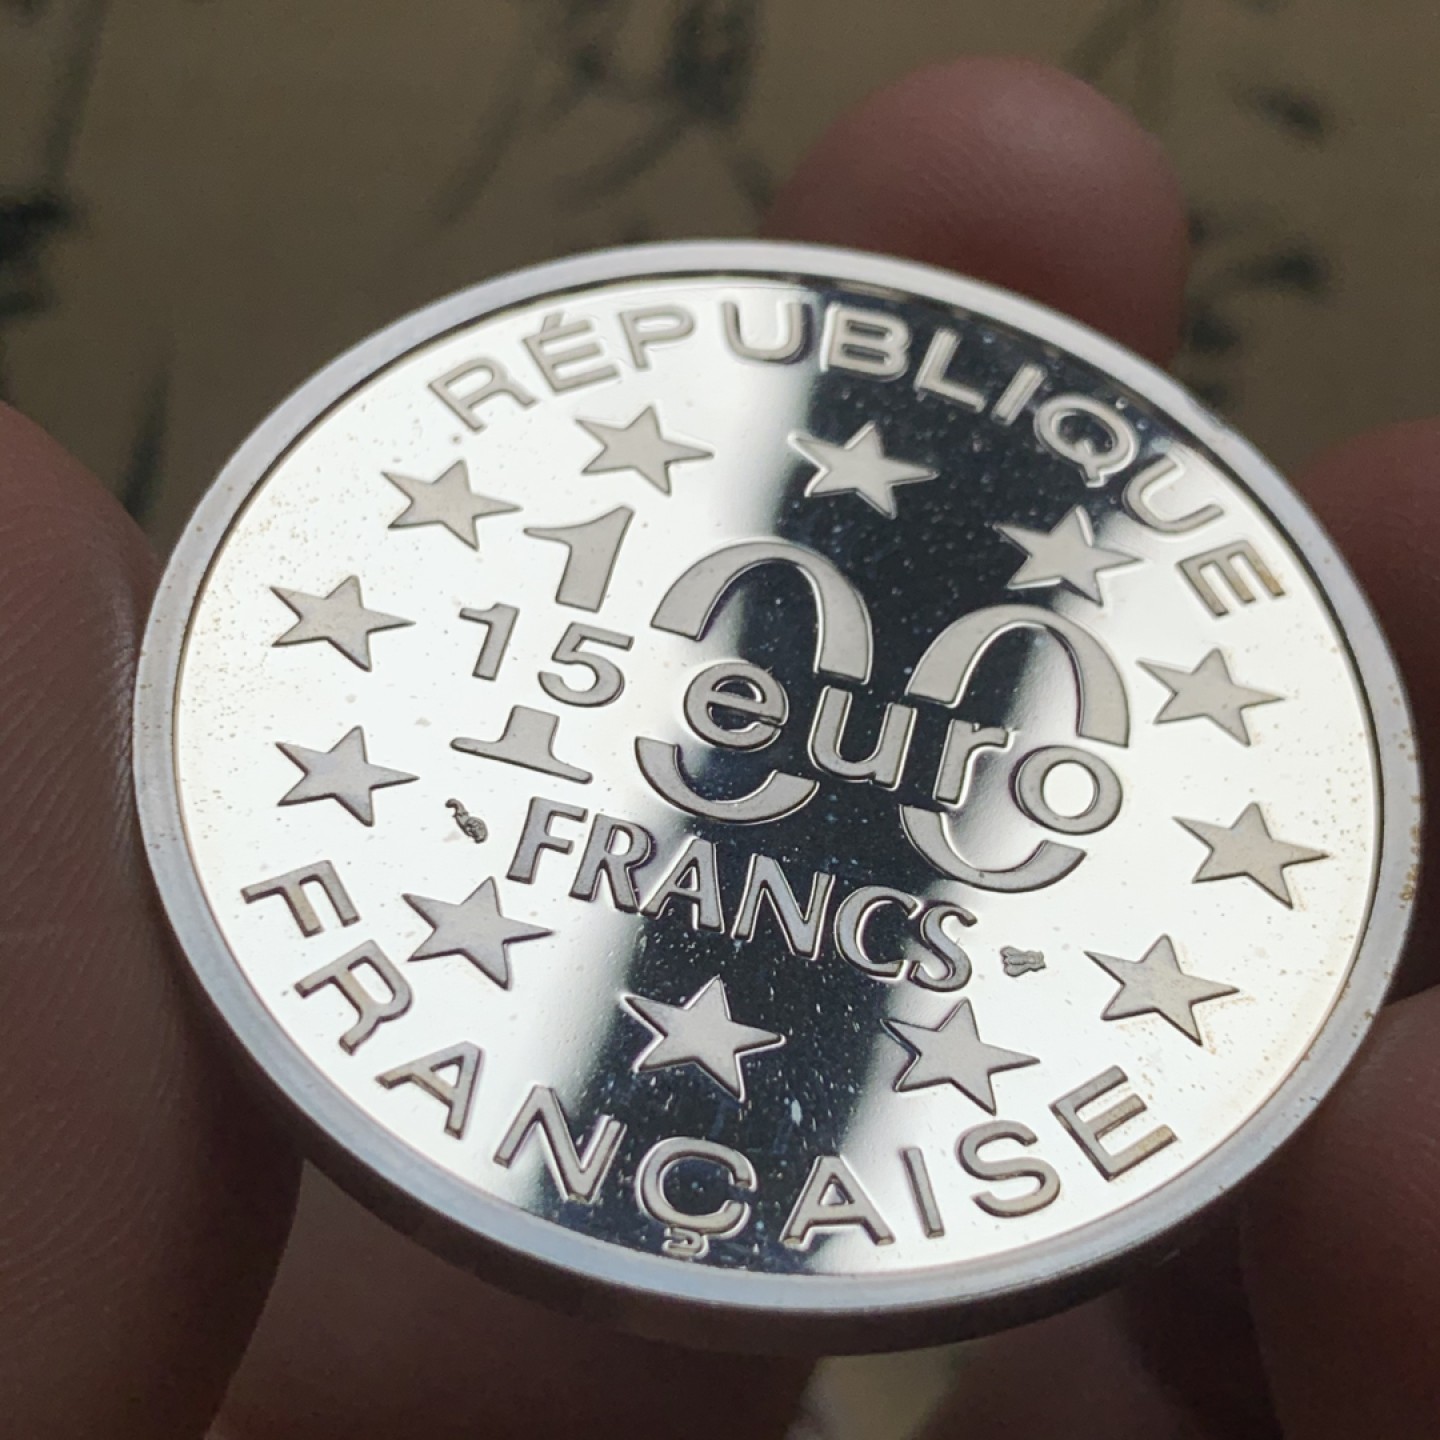 RÉPUBLIQUE
100
15 euro
FRANCS
FRANÇAISE